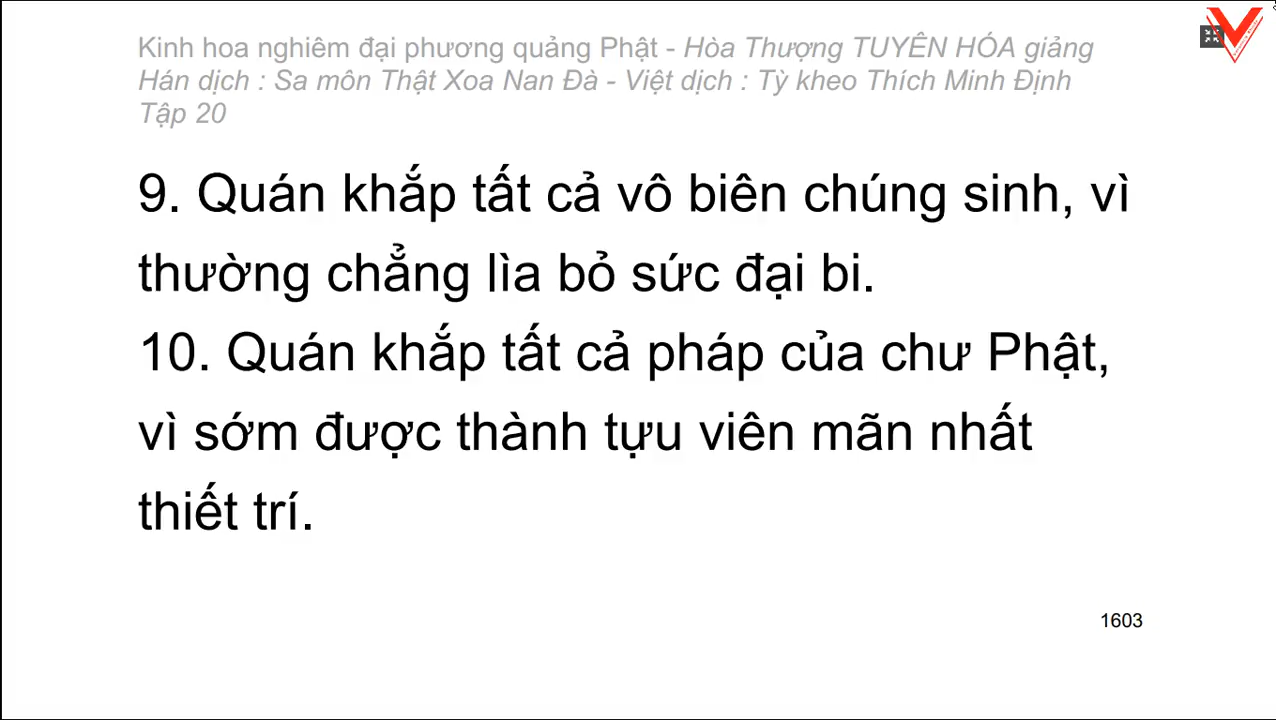 Kinh hoa nghiêm đại phương quảng Phật - Hòa Thượng TUYÊN HÓA giảng
Hán dịch : Sa môn Thật Xoa Nan Đà - Việt dịch : Tỳ kheo Thích Minh Định
Tập 20
9. Quán khắp tất cả vô biên chúng sinh, vì
thường chẳng lìa bỏ sức đại bi.
10. Quán khắp tất cả pháp của chư Phật,
vì sớm được thành tựu viên mãn nhất
thiết trí.
1603